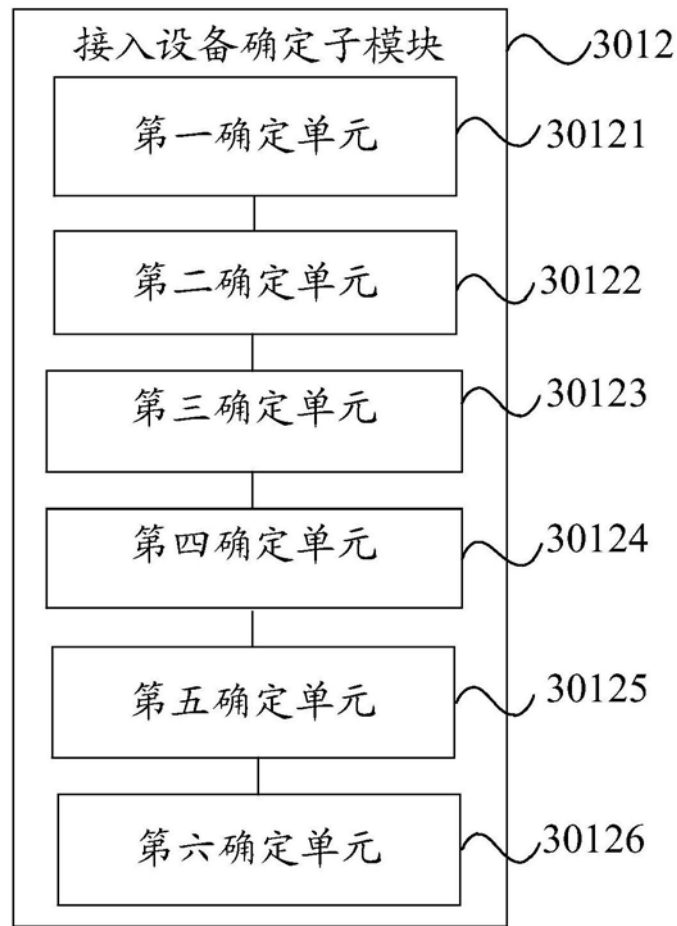 接入设备确定子模块 3012
第一确定单元 30121
第二确定单元 30122
第三确定单元 30123
第四确定单元 30124
第五确定单元 30125
第六确定单元 30126